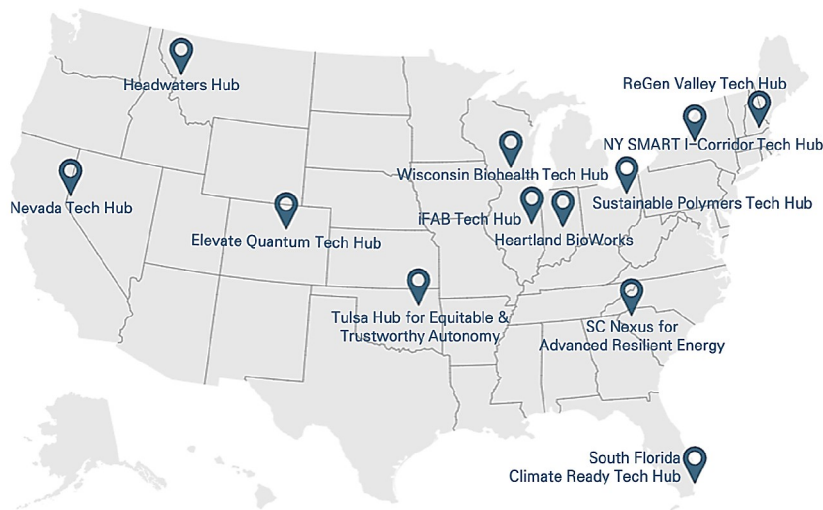 Headwaters Hub
ReGen Valley Tech Hub
NY SMART I-Corridor Tech Hub
Wisconsin Biohealth Tech Hub
Nevada Tech Hub
Sustainable Polymers Tech Hub
iFAB Tech Hub
Elevate Quantum Tech Hub
Heartland BioWorks
Tulsa Hub for Equitable &
Trustworthy Autonomy
SC Nexus for
Advanced Resilient Energy
South Florida
Climate Ready Tech Hub